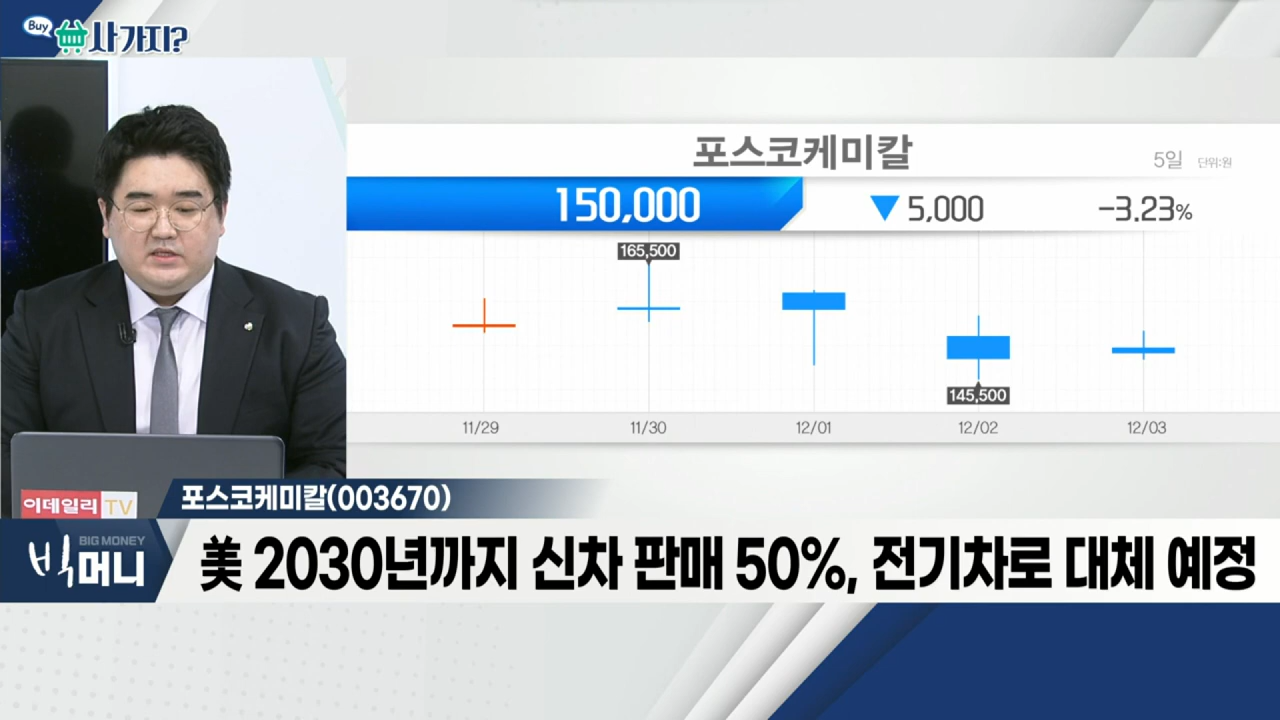 Buy
사가지?
포스코케미칼
5일 단위:원
150,000 ▼ 5,000 -3.23%
165,500
145,500
11/29 11/30 12/01 12/02 12/03
이데일리 TV
포스코케미칼(003670)
BIG MONEY
빅머니
美 2030년까지 신차 판매 50%, 전기차로 대체 예정